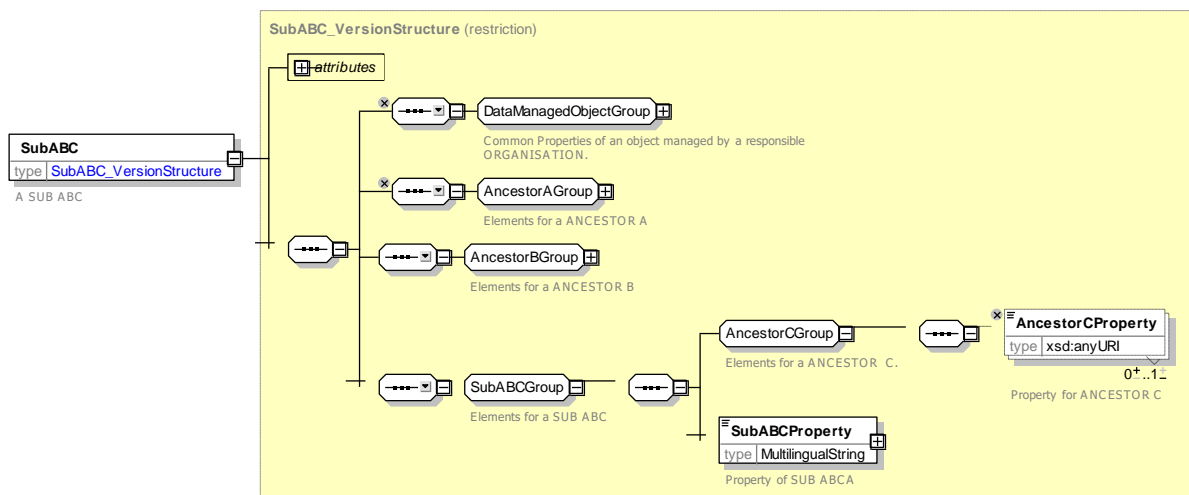 SubABC_VersionStructure (restriction)
attributes
DataManagedObjectGroup
Common Properties of an object managed by a responsible
ORGANISATION.
SubABC
type SubABC_VersionStructure
A SUB ABC
AncestorAGroup
Elements for a ANCESTOR A
AncestorBGroup
Elements for a ANCESTOR B
AncestorCGroup
Elements for a ANCESTOR C.
AncestorCProperty
type xsd:anyURI
0..1
Property for ANCESTOR C
SubABCGroup
Elements for a SUB ABC
SubABCProperty
type MultilingualString
Property of SUB ABCA